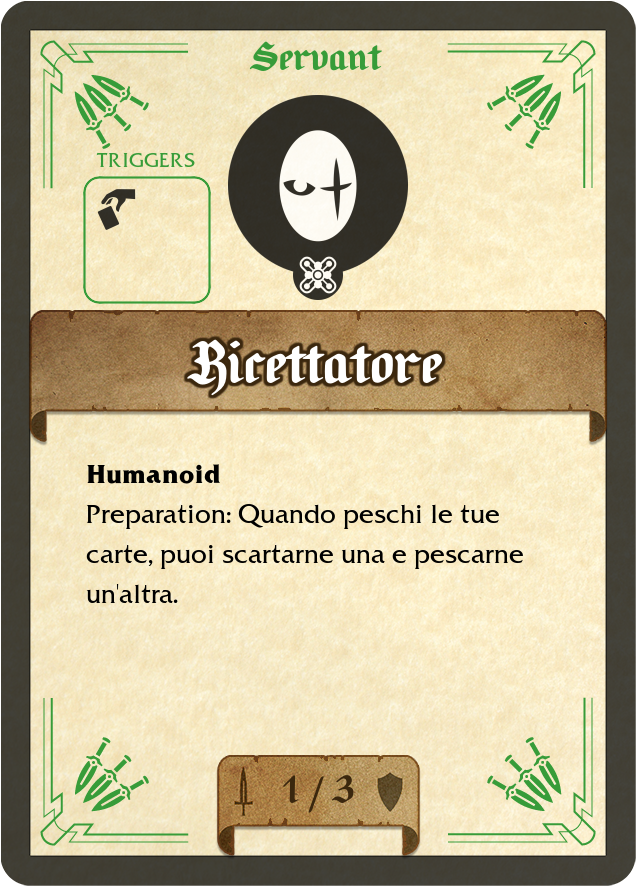 Servant
TRIGGERS
Ricettatore
Humanoid
Preparation: Quando peschi le tue
carte, puoi scartarne una e pescarne
un'altra.
1/3